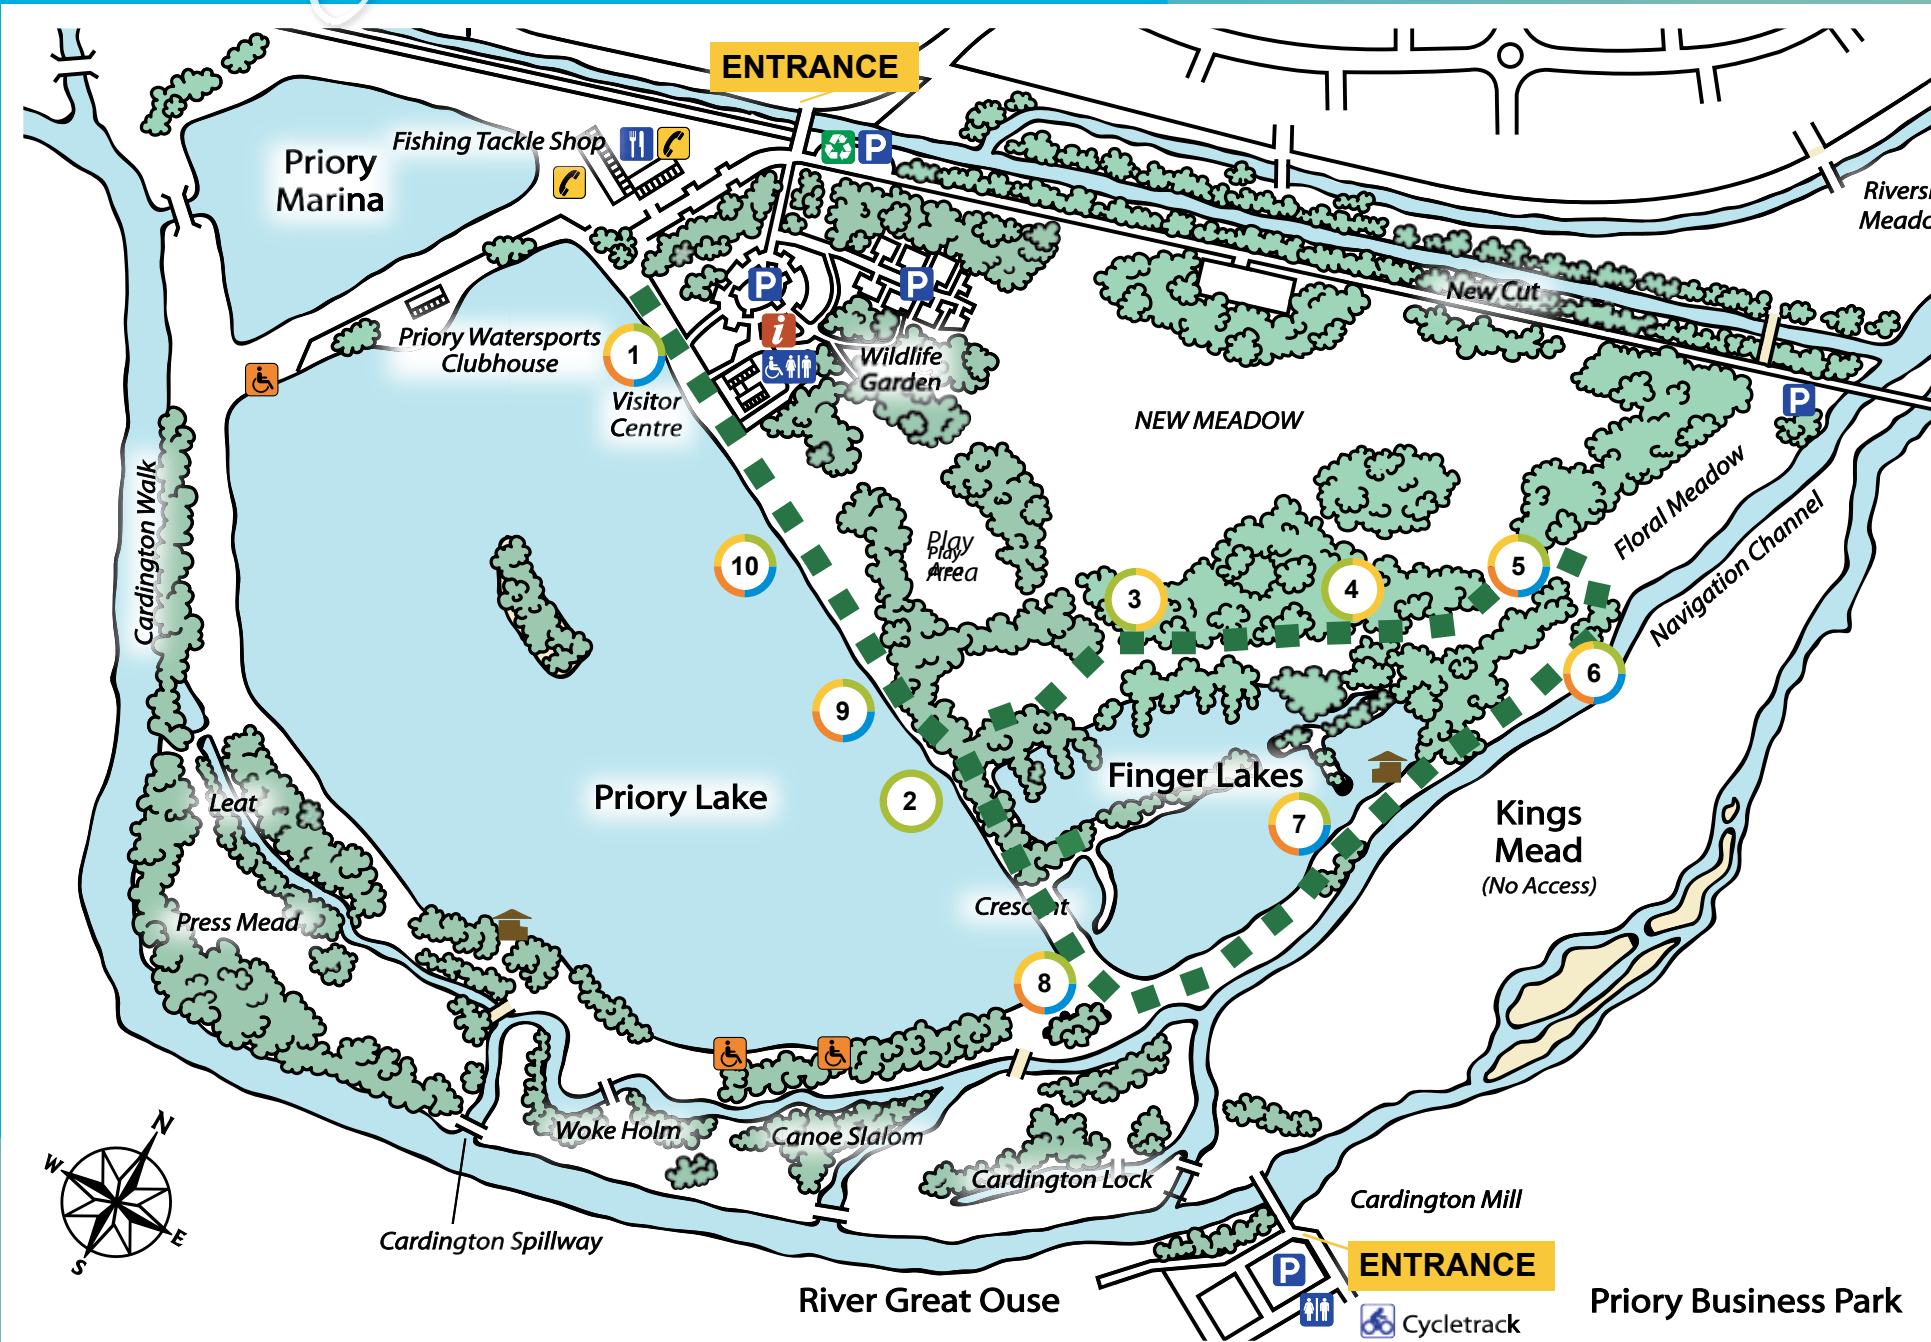 ENTRANCE
Fishing Tackle Shop
P
Priory
Marina
Rivers
Meado
P
P
i
New Cut
Priory Watersports
Clubhouse
1
Wildlife
Garden
Visitor
Centre
P
NEW MEADOW
Cardington Walk
Floral Meadow
Navigation Channel
Play
Area
Play
Area
10
3
4
5
6
9
2
Priory Lake
Finger Lakes
7
Kings
Mead
(No Access)
Leat
Press Mead
Crescent
8
Woke Holm
Canoe Slalom
Cardington Lock
N
W
E
S
Cardington Spillway
Cardington Mill
ENTRANCE
P
River Great Ouse
Priory Business Park
Cycletrack